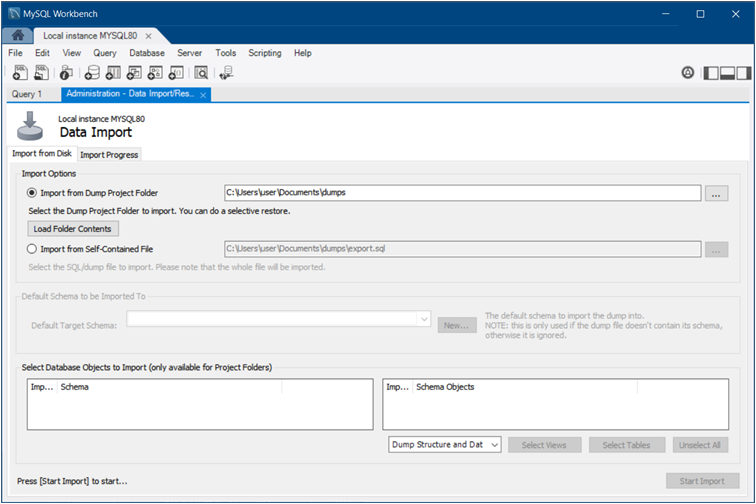 MySQL Workbench
Local instance MYSQL80
File Edit View Query Database Server Tools Scripting Help
Query 1 Administration - Data Import/Res...
Local instance MYSQL80
Data Import
Import from Disk Import Progress
Import Options
Import from Dump Project Folder C:\Users\user\Documents\dumps ...
Select the Dump Project Folder to import. You can do a selective restore.
Load Folder Contents
Import from Self-Contained File C:\Users\user\Documents\dumps\export.sql ...
Select the SQL/dump file to import. Please note that the whole file will be imported.
Default Schema to be Imported To
Default Target Schema: New... The default schema to import the dump into.
NOTE: this is only used if the dump file doesn't contain its schema,
otherwise it is ignored.
Select Database Objects to Import (only available for Project Folders)
Imp... Schema Imp... Schema Objects
Dump Structure and Dat Select Views Select Tables Unselect All
Press [Start Import] to start... Start Import